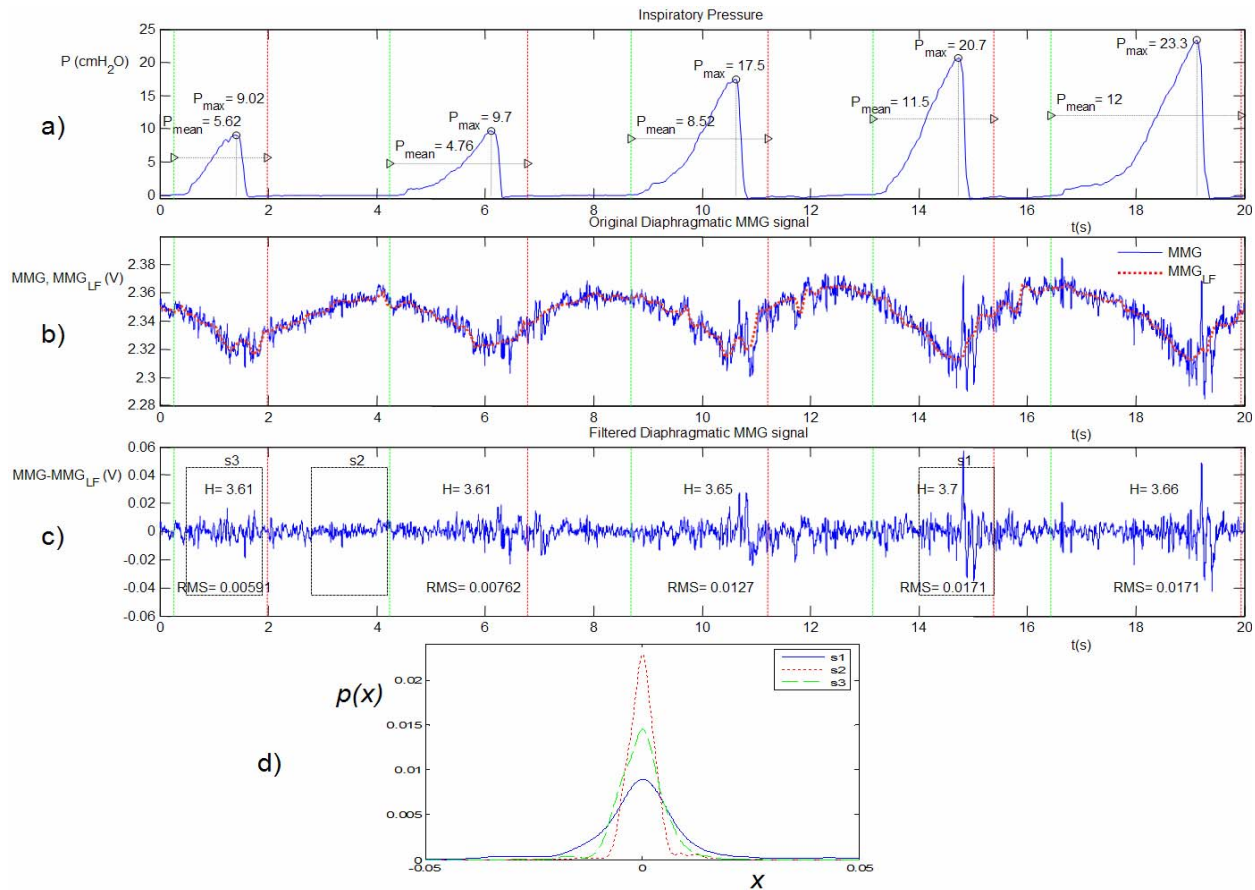 Inspiratory Pressure
P (cmH2O)
a)
25
20
15
10
5
0
Pmax= 9.02
Pmean= 5.62
Pmax= 9.7
Pmean= 4.76
Pmax= 17.5
Pmean= 8.52
Pmax= 20.7
Pmean= 11.5
Pmax= 23.3
Pmean= 12
0 2 4 6 8 10 12 14 16 18 20
t(s)
Original Diaphragmatic MMG signal
MMG, MMGLF (V)
b)
2.38
2.36
2.34
2.32
2.3
2.28
MMG
MMGLF
0 2 4 6 8 10 12 14 16 18 20
t(s)
Filtered Diaphragmatic MMG signal
MMG-MMGLF (V)
c)
0.06
0.04
0.02
0
-0.02
-0.04
-0.06
s3
s2
s1
H= 3.61
H= 3.61
H= 3.65
H= 3.7
H= 3.66
RMS= 0.00591
RMS= 0.00762
RMS= 0.0127
RMS= 0.0171
RMS= 0.0171
0 2 4 6 8 10 12 14 16 18 20
t(s)
d)
p(x)
0.02
0.015
0.01
0.005
0
s1
s2
s3
-0.05 0 0.05
x